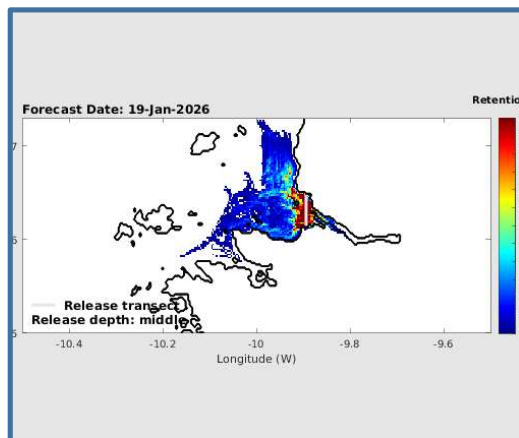 Retentio
Forecast Date: 19-Jan-2026
7
6
5
Release transect
Release depth: middle
-10.4
-10.2
-10
-9.8
-9.6
Longitude (W)